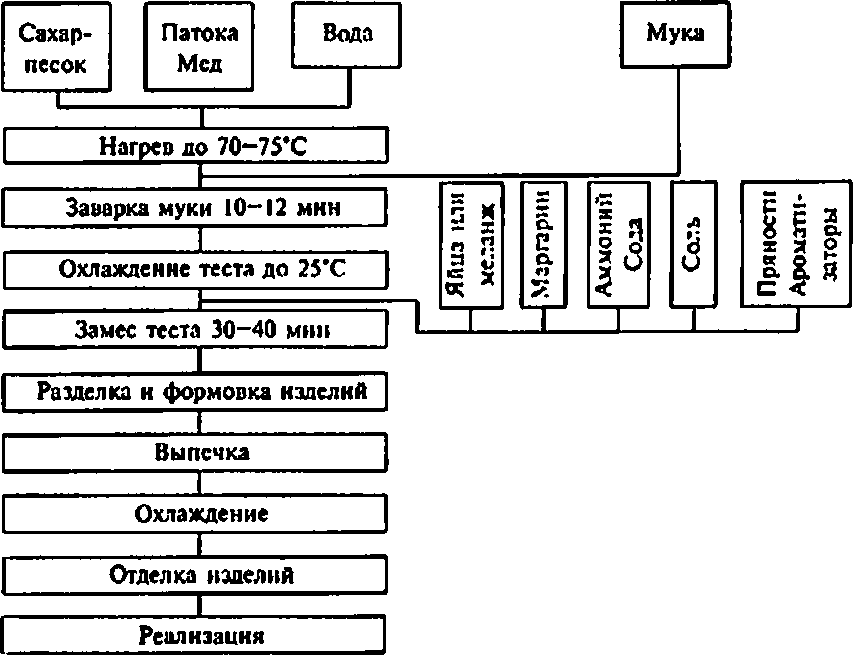 Сахар-
песок
Патока
Мед
Вода
Мука
Нагрев до 70—75°С
Заварка муки 10—12 мин
Охлаждение теста до 25°С
Замес теста 30—40 мин
Яйца или
меланж
Маргарин
Аммоний
Сода
Соль
Пряности
Аромати-
заторы
Разделка и формовка изделий
Выпечка
Охлаждение
Отделка изделий
Реализация